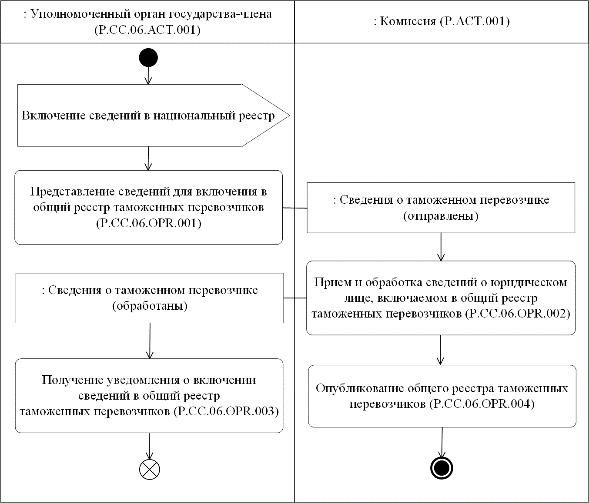 : Уполномоченный орган государства-члена
(P.CC.06.ACT.001)
: Комиссия (P.ACT.001)
Включение сведений в национальный реестр
Представление сведений для включения в
общий реестр таможенных перевозчиков
(P.CC.06.OPR.001)
: Сведения о таможенном перевозчике
(отправлены)
: Сведения о таможенном перевозчике
(обработаны)
Прием и обработка сведений о юридическом
лице, включаемом в общий реестр
таможенных перевозчиков (P.CC.06.OPR.002)
Получение уведомления о включении
сведений в общий реестр
таможенных перевозчиков (P.CC.06.OPR.003)
Опубликование общего реестра таможенных
перевозчиков (P.CC.06.OPR.004)